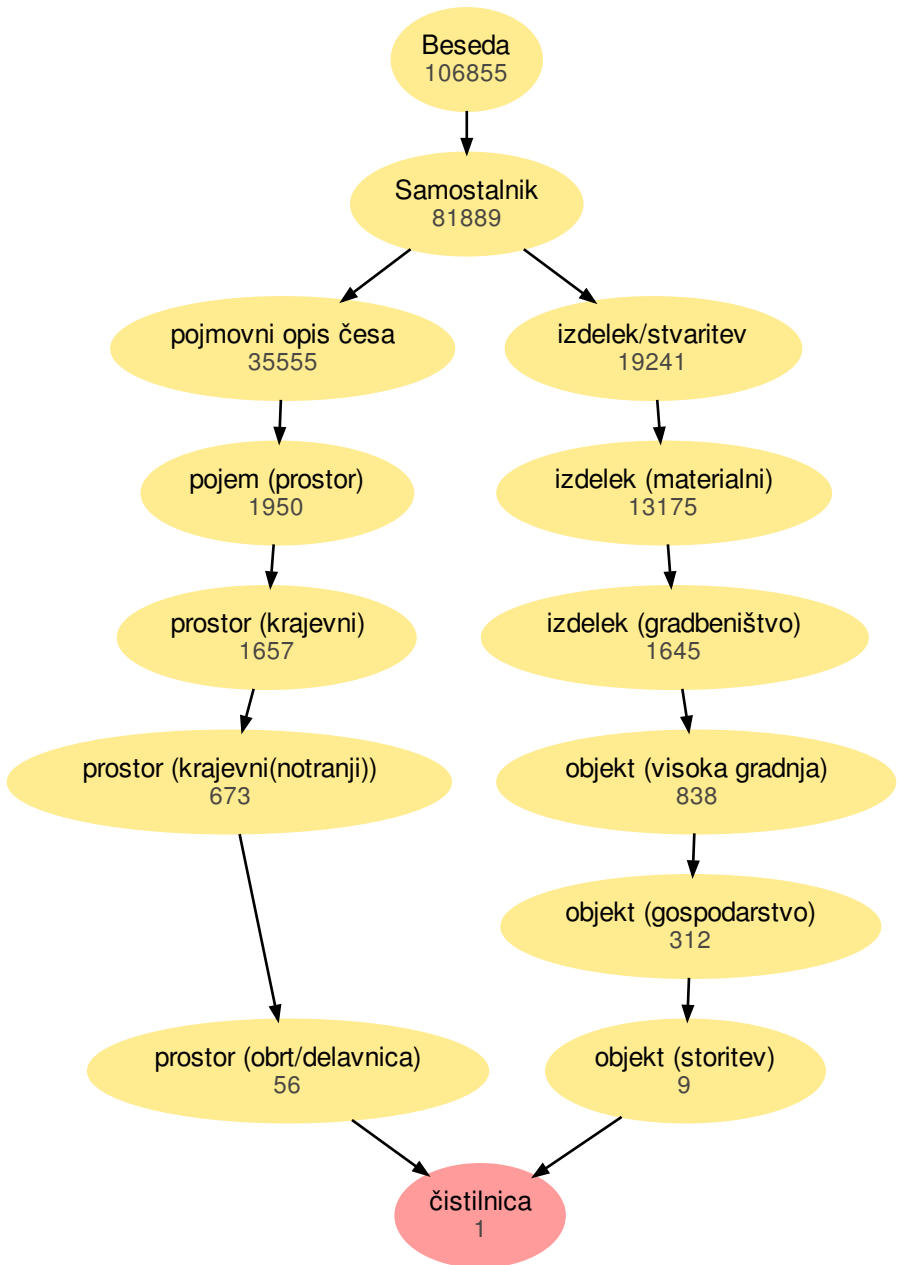 Beseda
106855
Samostalnik
81889
pojmovni opis česa
35555
izdelek/stvaritev
19241
pojem (prostor)
1950
izdelek (materialni)
13175
prostor (krajevni)
1657
izdelek (gradbeništvo)
1645
prostor (krajevni(notranji))
673
objekt (visoka gradnja)
838
objekt (gospodarstvo)
312
prostor (obrt/delavnica)
56
objekt (storitev)
9
čistilnica
1